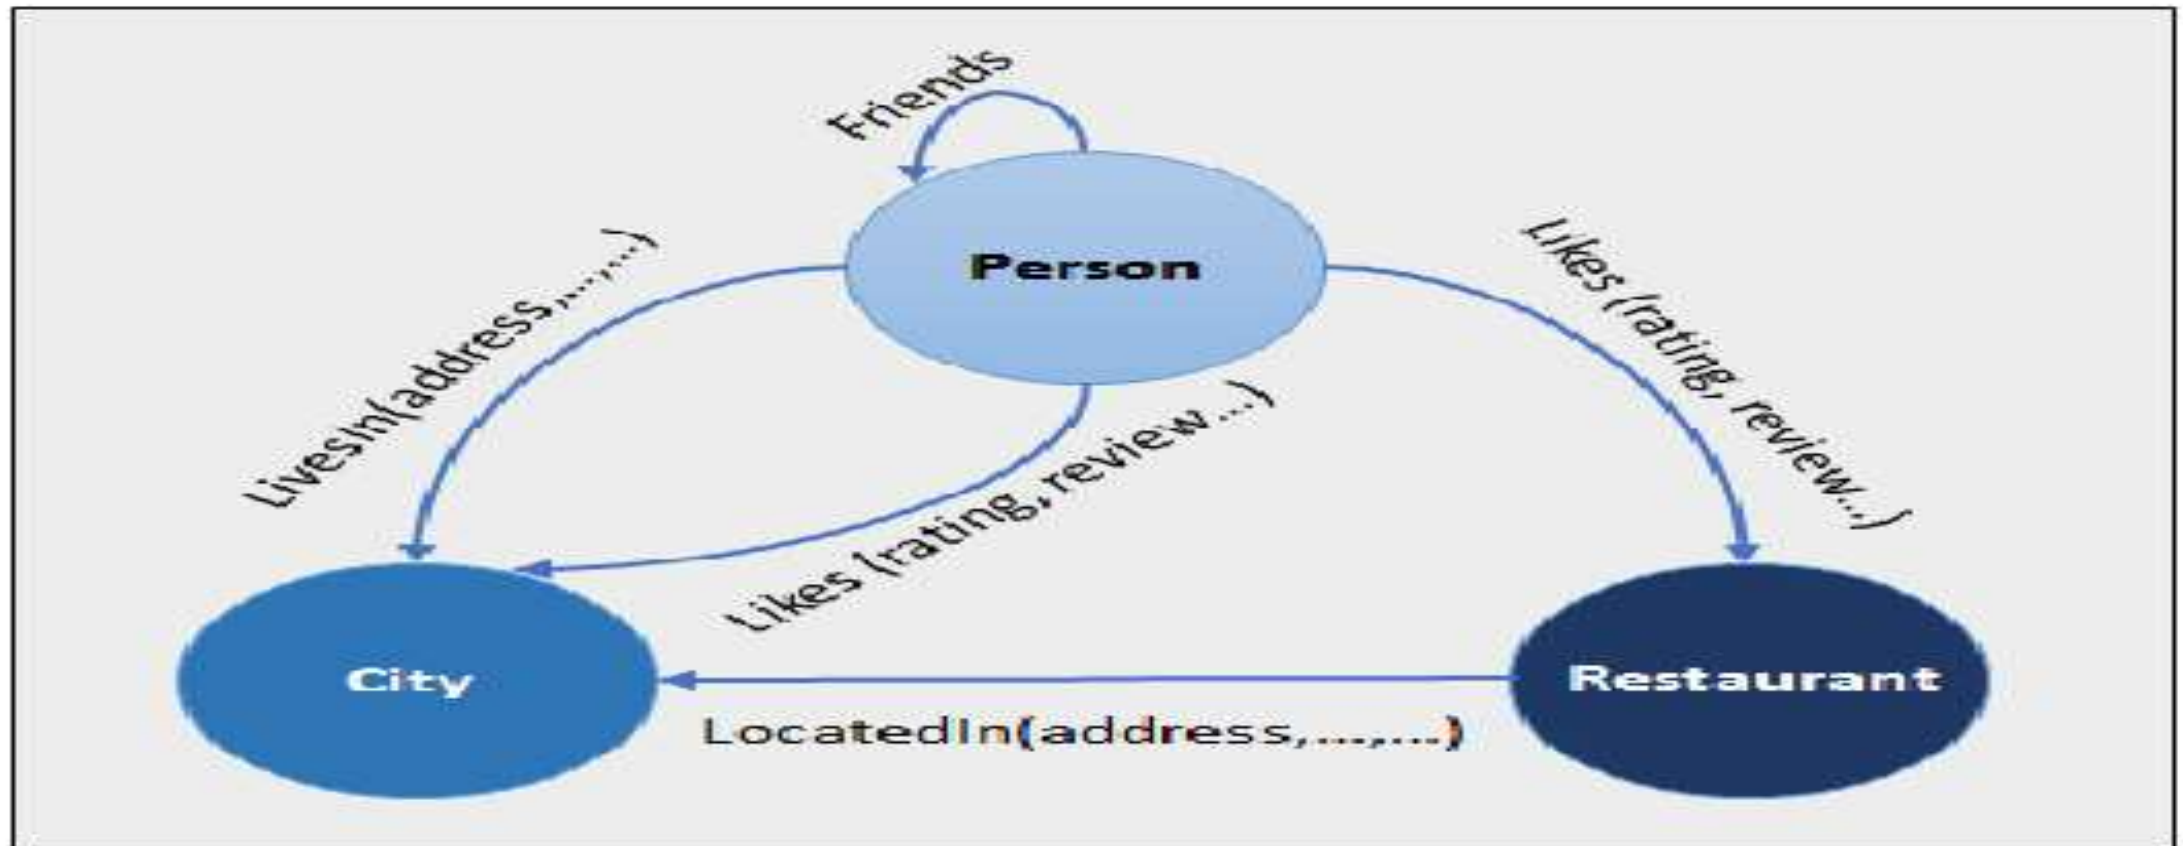 Friends
Person
LivesIn(address,...,...)
Likes (rating, review...)
Likes (rating, review...)
City
Restaurant
LocatedIn(address,...,...)